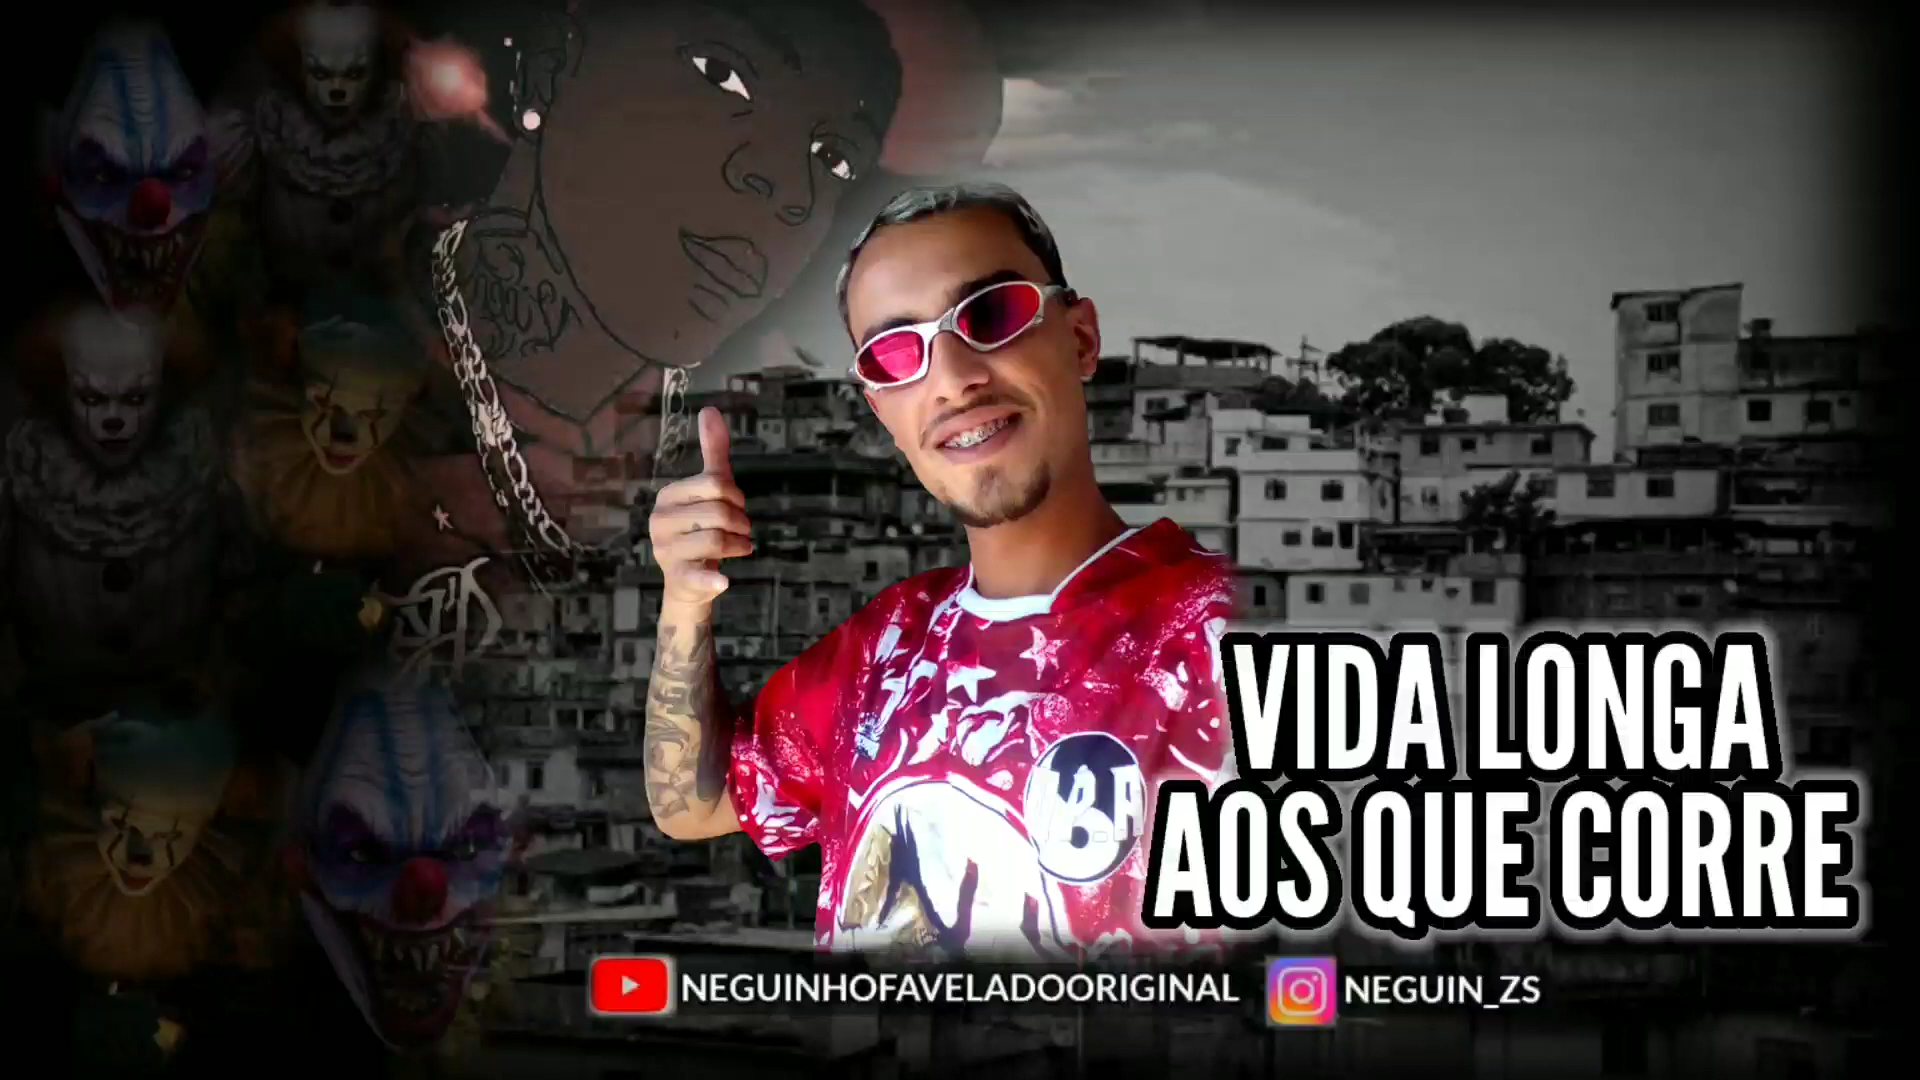 VIDA LONGA
AOS QUE CORRE
NEGUINHOFAVELADOORIGINAL
NEGUIN_ZS